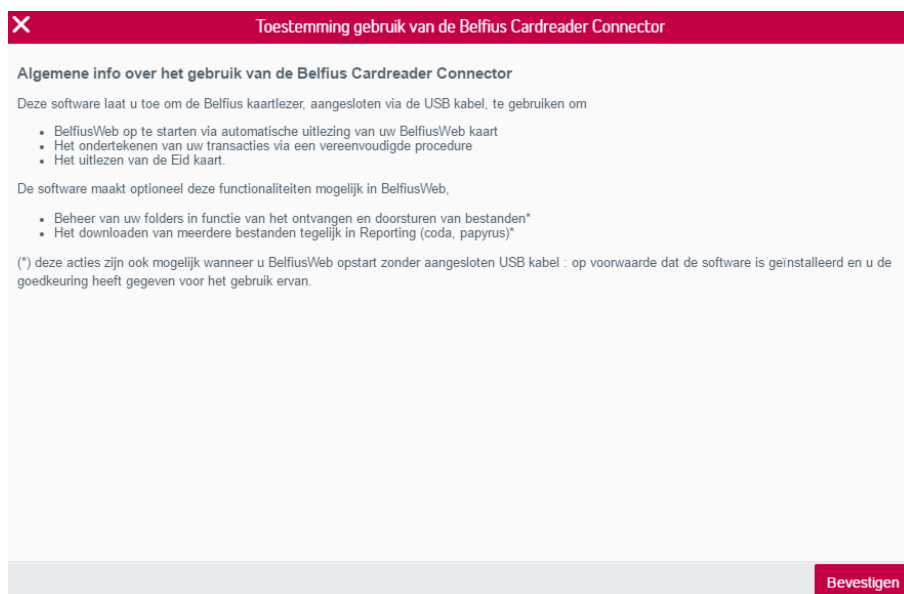 Toestemming gebruik van de Belfius Cardreader Connector
Algemene info over het gebruik van de Belfius Cardreader Connector
Deze software laat u toe om de Belfius kaartlezer, aangesloten via de USB kabel, te gebruiken om
• BelfiusWeb op te starten via automatische uitlezing van uw BelfiusWeb kaart
• Het ondertekenen van uw transacties via een vereenvoudigde procedure
• Het uitlezen van de Eid kaart.
De software maakt optioneel deze functionaliteiten mogelijk in BelfiusWeb,
• Beheer van uw folders in functie van het ontvangen en doorsturen van bestanden*
• Het downloaden van meerdere bestanden tegelijk in Reporting (coda, papyrus)*
(*) deze acties zijn ook mogelijk wanneer u BelfiusWeb opstart zonder aangesloten USB kabel : op voorwaarde dat de software is geïnstalleerd en u de
goedkeuring heeft gegeven voor het gebruik ervan.
Bevestigen